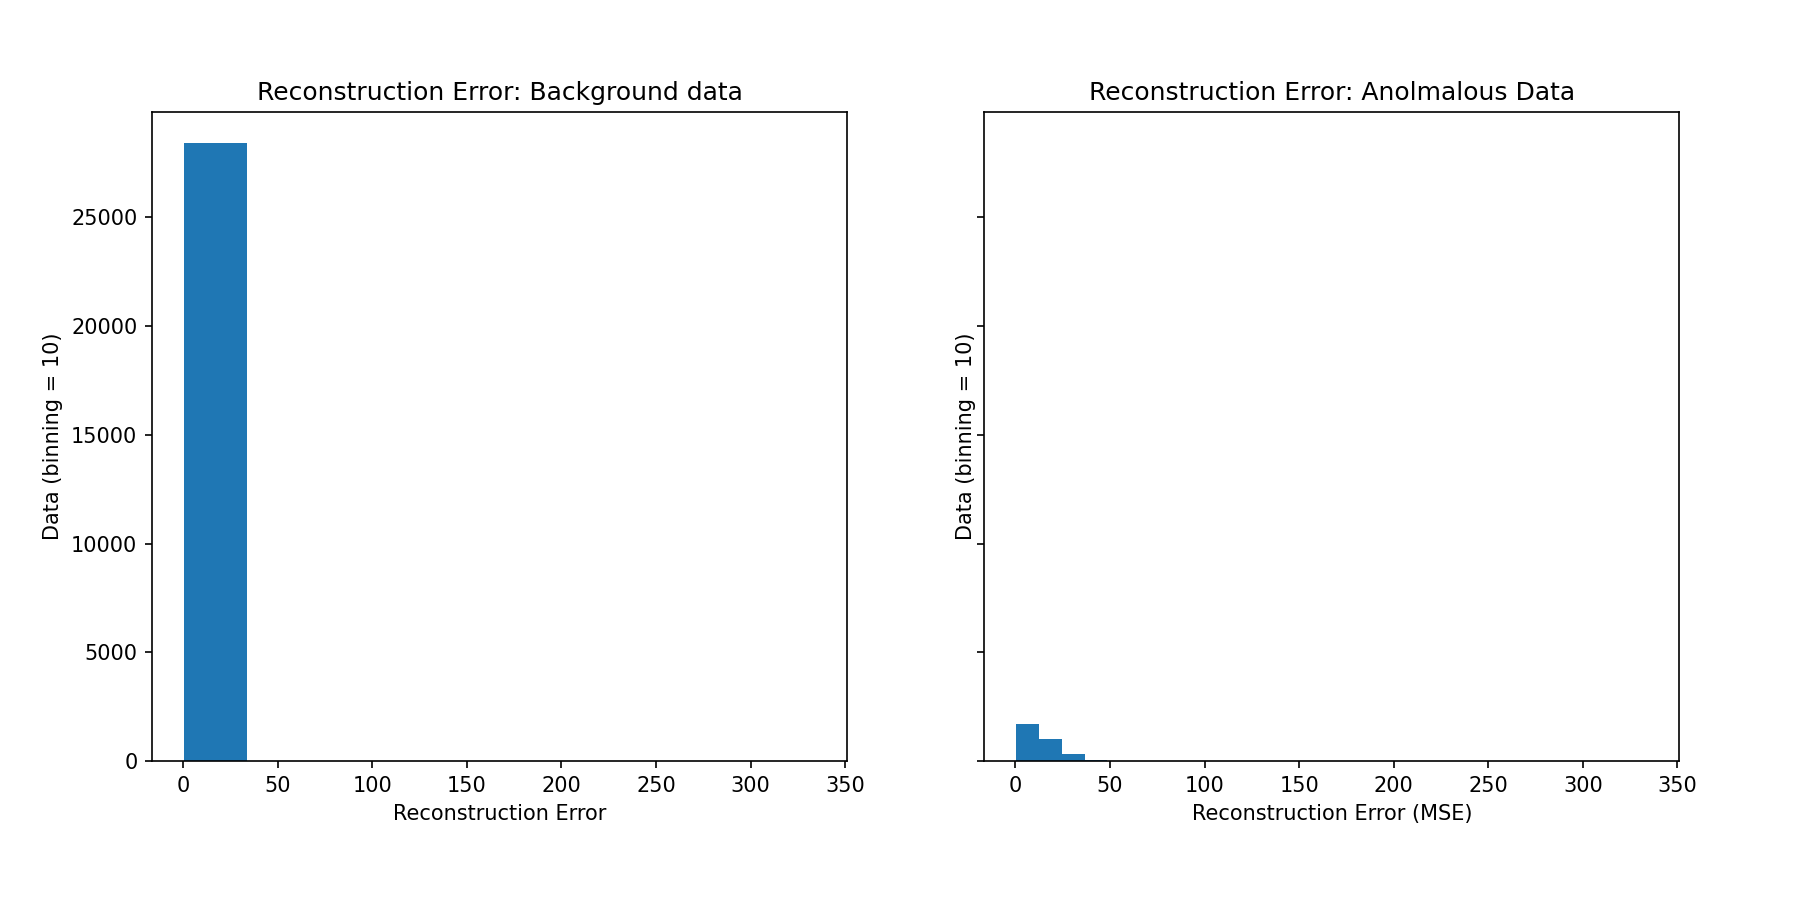 Reconstruction Error: Background data
Data (binning = 10)
25000
20000
15000
10000
5000
0
0 50 100 150 200 250 300 350
Reconstruction Error
Reconstruction Error: Anolmalous Data
Data (binning = 10)
0 50 100 150 200 250 300 350
Reconstruction Error (MSE)